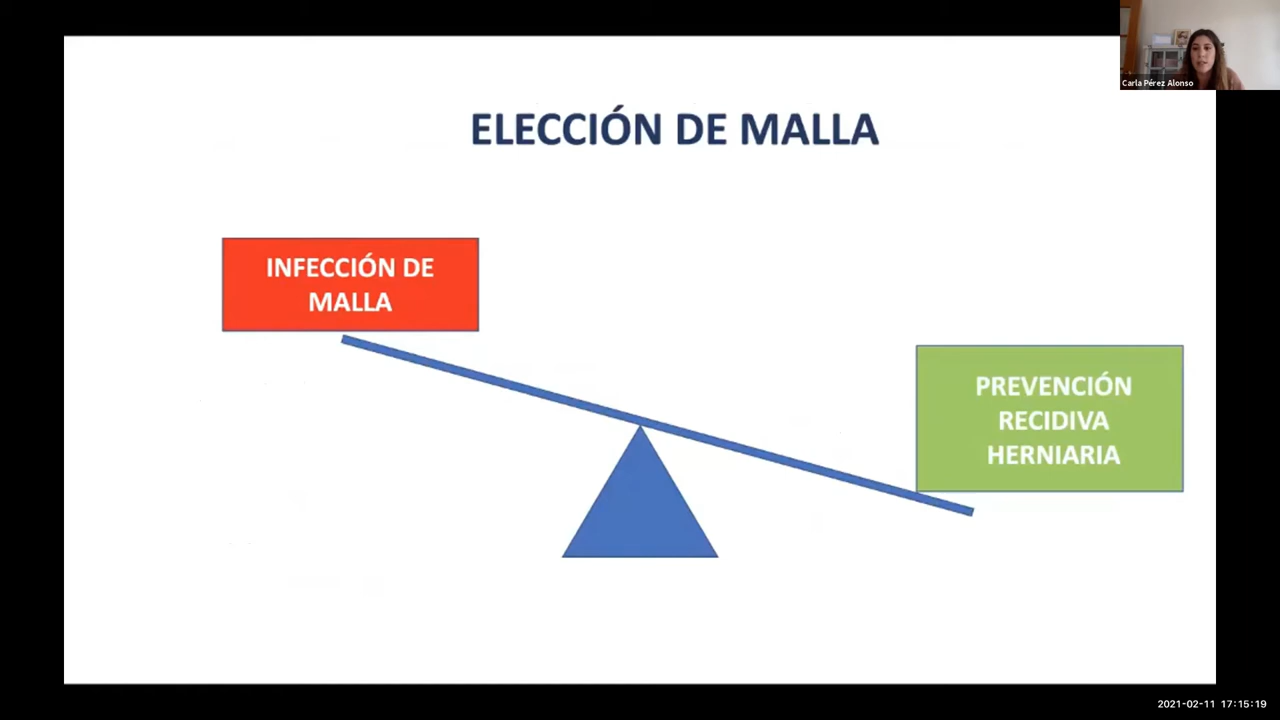 Carla Pérez Alonso
ELECCIÓN DE MALLA
INFECCIÓN DE
MALLA
PREVENCIÓN
RECIDIVA
HERNIARIA
2021-02-11 17:15:19